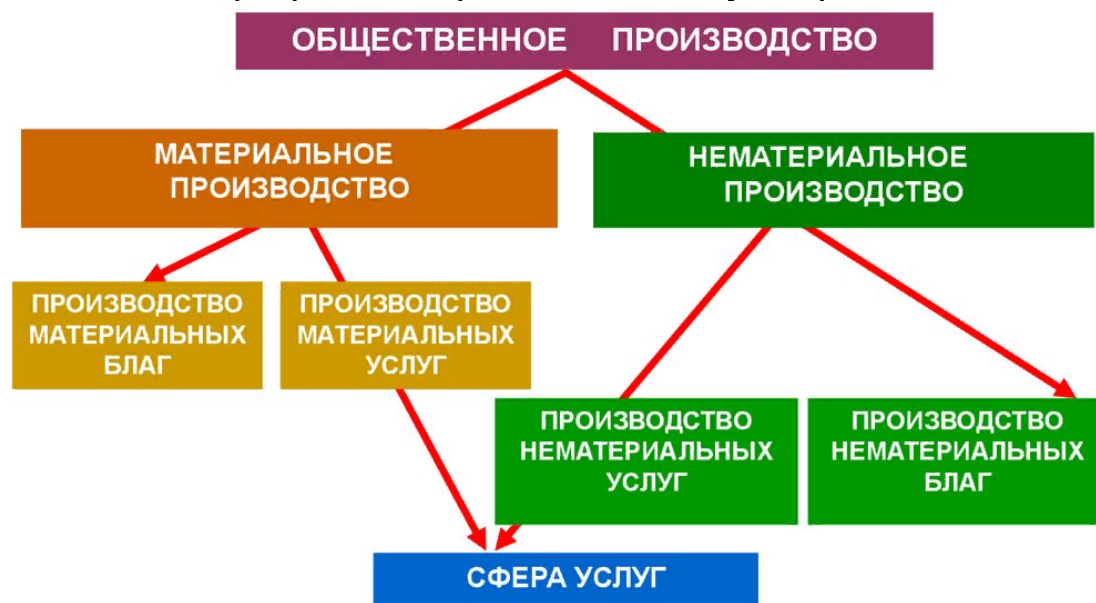 ОБЩЕСТВЕННОЕ ПРОИЗВОДСТВО
МАТЕРИАЛЬНОЕ
ПРОИЗВОДСТВО
НЕМАТЕРИАЛЬНОЕ
ПРОИЗВОДСТВО
ПРОИЗВОДСТВО
МАТЕРИАЛЬНЫХ
БЛАГ
ПРОИЗВОДСТВО
МАТЕРИАЛЬНЫХ
УСЛУГ
ПРОИЗВОДСТВО
НЕМАТЕРИАЛЬНЫХ
УСЛУГ
ПРОИЗВОДСТВО
НЕМАТЕРИАЛЬНЫХ
БЛАГ
СФЕРА УСЛУГ